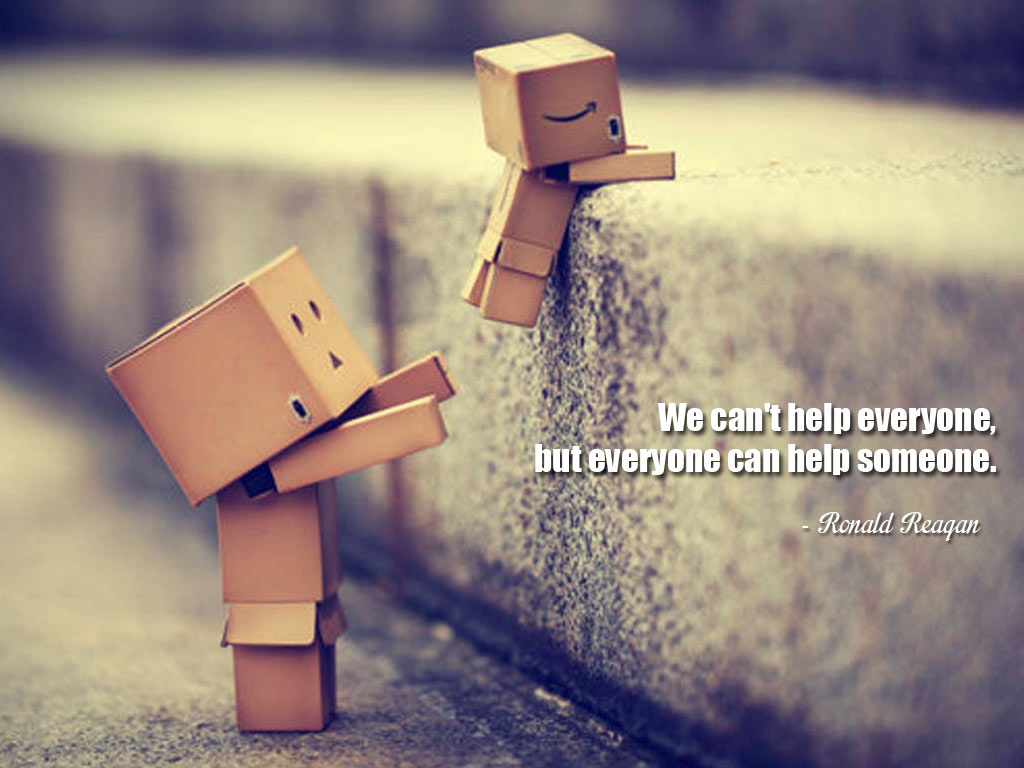 We can't help everyone,
but everyone can help someone.
- Ronald Reagan